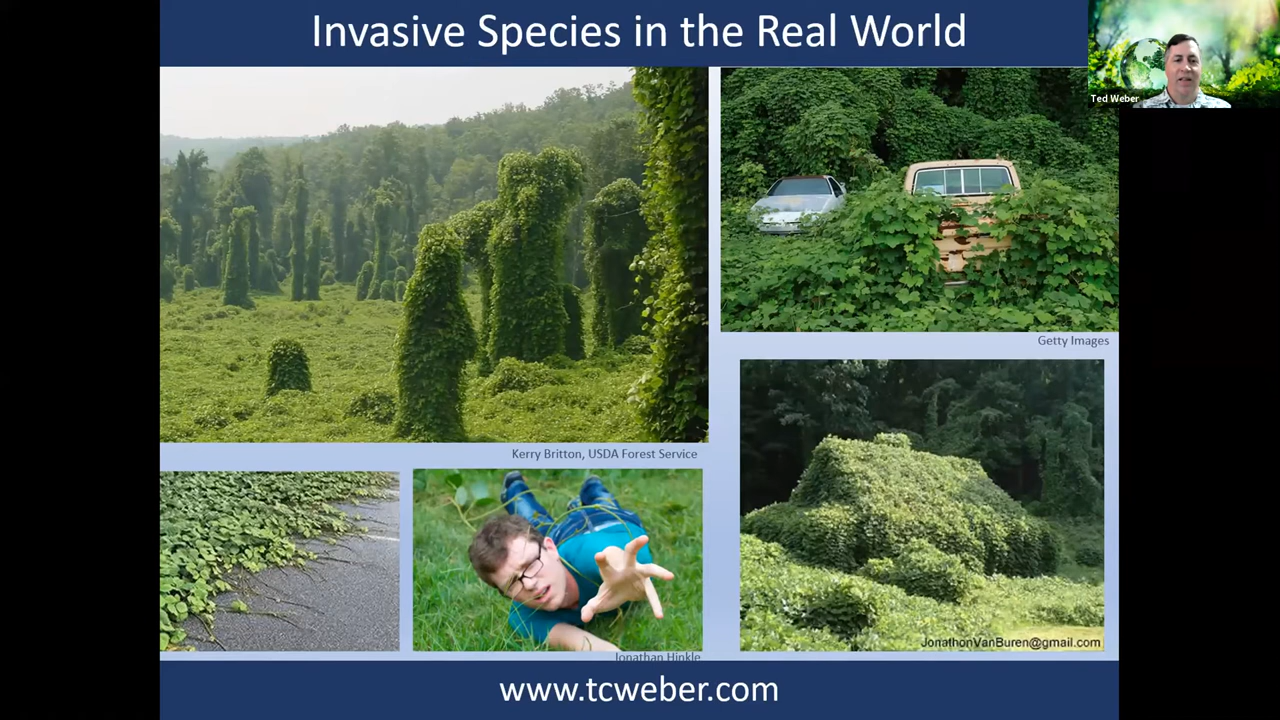 Invasive Species in the Real World
Ted Weber
Getty Images
Kerry Britton, USDA Forest Service
JonathonVanBuren@gmail.com
Jonathan Hinkle
www.tcweber.com